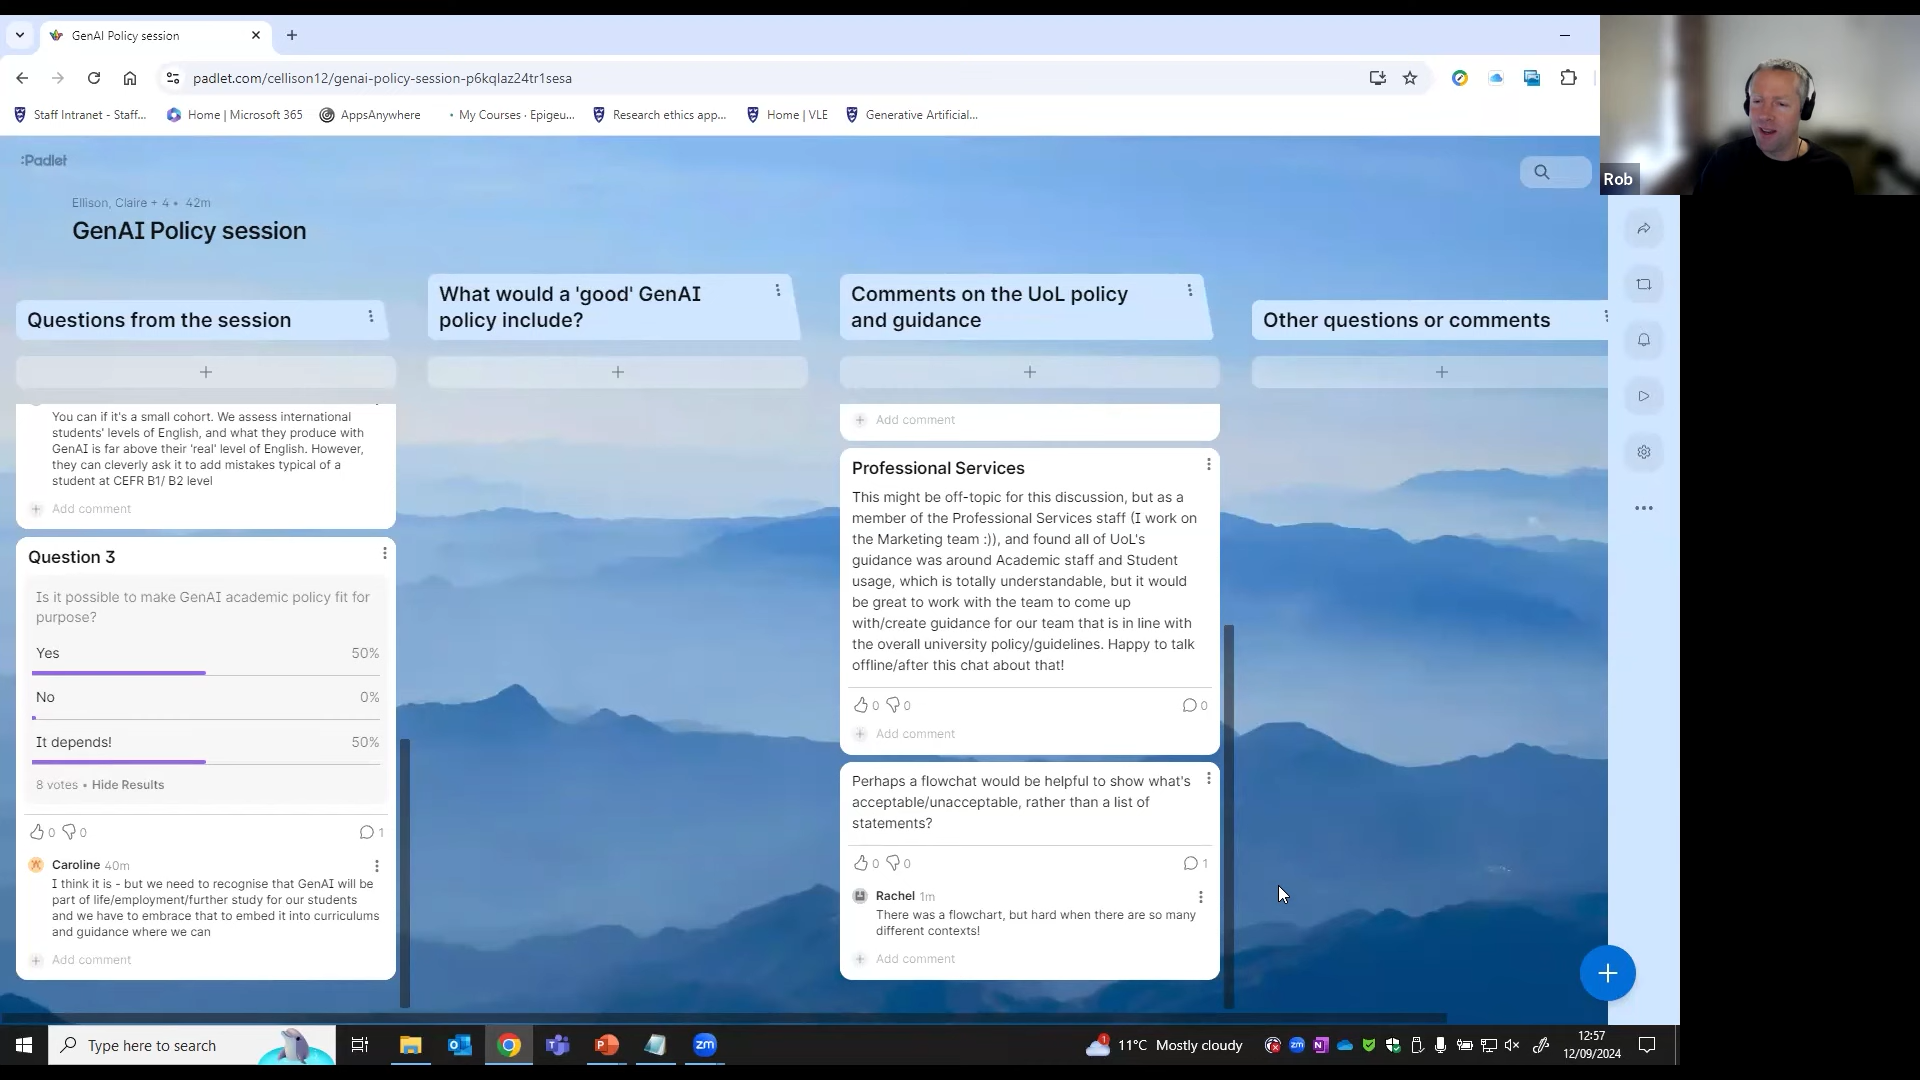 GenAI Policy session
padlet.com/cellison12/genai-policy-session-p6kqlaz24tr1sesa
Staff Intranet - Staff...
Home | Microsoft 365
AppsAnywhere
My Courses · Epigeu...
Research ethics app...
Home | VLE
Generative Artificial...
Rob
:Padlet
Ellison, Claire + 4 • 42m
GenAI Policy session
Questions from the session
You can if it's a small cohort. We assess international
students' levels of English, and what they produce with
GenAI is far above their 'real' level of English. However,
they can cleverly ask it to add mistakes typical of a
student at CEFR B1/ B2 level
Add comment
Question 3
Is it possible to make GenAI academic policy fit for
purpose?
Yes 50%
No 0%
It depends! 50%
8 votes • Hide Results
0 0 1
Caroline 40m
I think it is - but we need to recognise that GenAI will be
part of life/employment/further study for our students
and we have to embrace that to embed it into curriculums
and guidance where we can
Add comment
What would a 'good' GenAI
policy include?
Comments on the UoL policy
and guidance
Add comment
Professional Services
This might be off-topic for this discussion, but as a
member of the Professional Services staff (I work on
the Marketing team :)), and found all of UoL's
guidance was around Academic staff and Student
usage, which is totally understandable, but it would
be great to work with the team to come up
with/create guidance for our team that is in line with
the overall university policy/guidelines. Happy to talk
offline/after this chat about that!
0 0 0
Add comment
Perhaps a flowchat would be helpful to show what's
acceptable/unacceptable, rather than a list of
statements?
0 0 1
Rachel 1m
There was a flowchart, but hard when there are so many
different contexts!
Add comment
Other questions or comments
Type here to search
zm
1
11°C Mostly cloudy
zm
12:57
12/09/2024